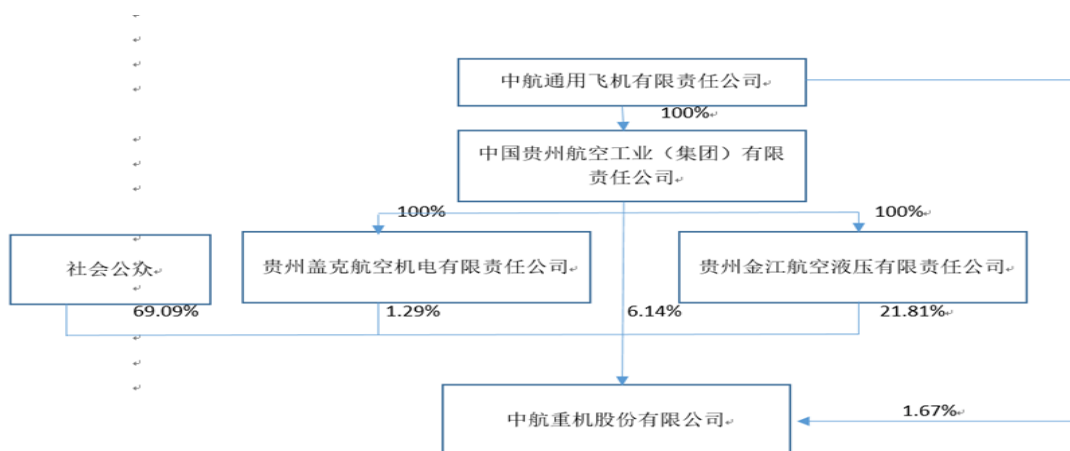 中航通用飞机有限责任公司
100%
中国贵州航空工业（集团）有限
责任公司
100%
100%
社会公众
贵州盖克航空机电有限责任公司
贵州金江航空液压有限责任公司
69.09%
1.29%
6.14%
21.81%
中航重机股份有限公司
1.67%